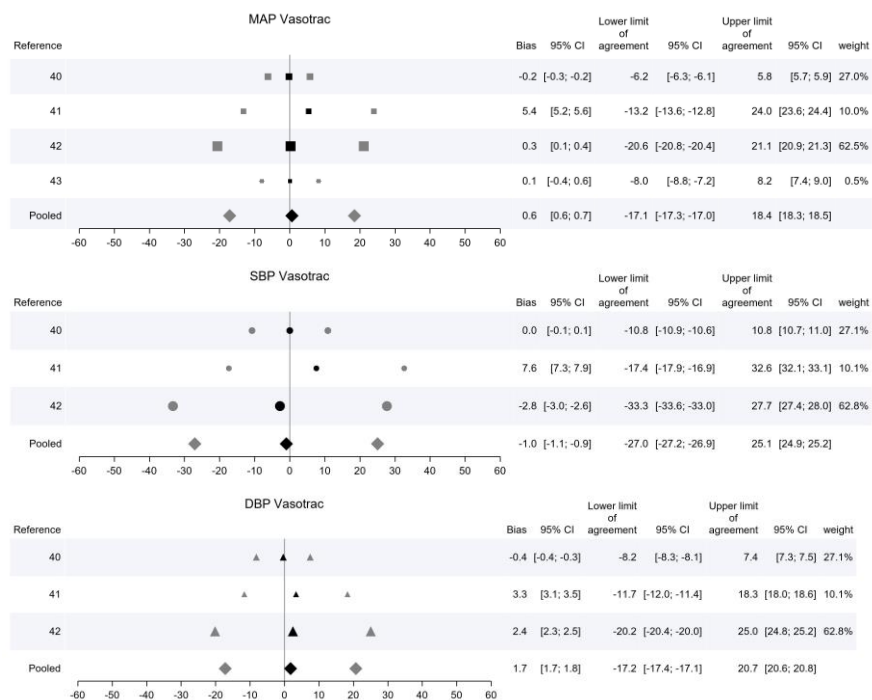 MAP Vasotrac
Reference Bias 95% CI Lower limit of agreement 95% CI Upper limit of agreement 95% CI weight
40 -0.2 [-0.3; -0.2] -6.2 [-6.3; -6.1] 5.8 [5.7; 5.9] 27.0%
41 5.4 [5.2; 5.6] -13.2 [-13.6; -12.8] 24.0 [23.6; 24.4] 10.0%
42 0.3 [0.1; 0.4] -20.6 [-20.8; -20.4] 21.1 [20.9; 21.3] 62.5%
43 0.1 [-0.4; 0.6] -8.0 [-8.8; -7.2] 8.2 [7.4; 9.0] 0.5%
Pooled 0.6 [0.6; 0.7] -17.1 [-17.3; -17.0] 18.4 [18.3; 18.5]
-60 -50 -40 -30 -20 -10 0 10 20 30 40 50 60
SBP Vasotrac
Reference Bias 95% CI Lower limit of agreement 95% CI Upper limit of agreement 95% CI weight
40 0.0 [-0.1; 0.1] -10.8 [-10.9; -10.6] 10.8 [10.7; 11.0] 27.1%
41 7.6 [7.3; 7.9] -17.4 [-17.9; -16.9] 32.6 [32.1; 33.1] 10.1%
42 -2.8 [-3.0; -2.6] -33.3 [-33.6; -33.0] 27.7 [27.4; 28.0] 62.8%
Pooled -1.0 [-1.1; -0.9] -27.0 [-27.2; -26.9] 25.1 [24.9; 25.2]
-60 -50 -40 -30 -20 -10 0 10 20 30 40 50 60
DBP Vasotrac
Reference Bias 95% CI Lower limit of agreement 95% CI Upper limit of agreement 95% CI weight
40 -0.4 [-0.4; -0.3] -8.2 [-8.3; -8.1] 7.4 [7.3; 7.5] 27.1%
41 3.3 [3.1; 3.5] -11.7 [-12.0; -11.4] 18.3 [18.0; 18.6] 10.1%
42 2.4 [2.3; 2.5] -20.2 [-20.4; -20.0] 25.0 [24.8; 25.2] 62.8%
Pooled 1.7 [1.7; 1.8] -17.2 [-17.4; -17.1] 20.7 [20.6; 20.8]
-60 -50 -40 -30 -20 -10 0 10 20 30 40 50 60